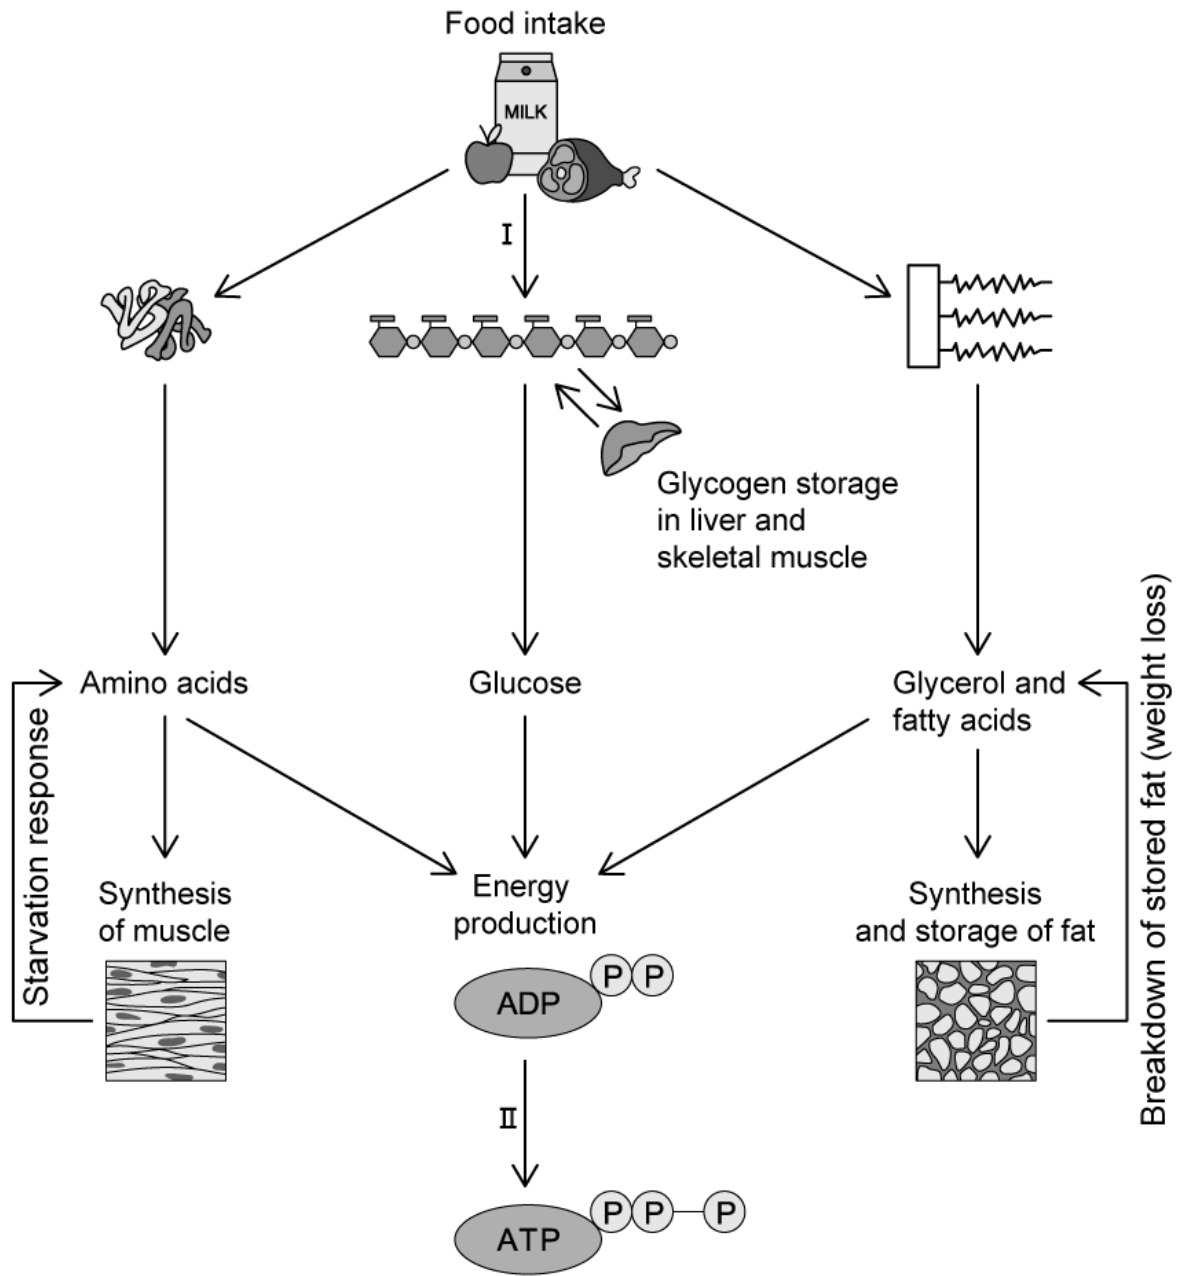 Food intake
MILK
I
Glycogen storage
in liver and
skeletal muscle
Amino acids
Glucose
Glycerol and
fatty acids
Starvation response
Breakdown of stored fat (weight loss)
Synthesis
of muscle
Energy
production
Synthesis
and storage of fat
ADP
P P
II
ATP
P P P